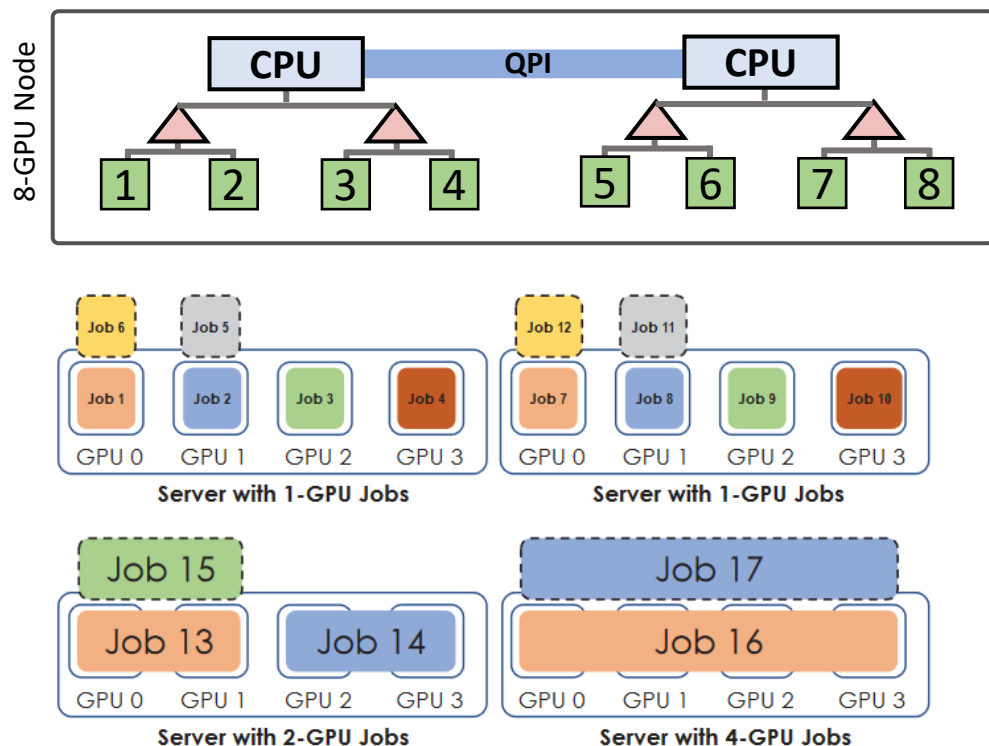 8-GPU Node
CPU QPI CPU
1 2 3 4 5 6 7 8
Job 6 Job 5 Job 12 Job 11
Job 1 Job 2 Job 3 Job 4 Job 7 Job 8 Job 9 Job 10
GPU 0 GPU 1 GPU 2 GPU 3 GPU 0 GPU 1 GPU 2 GPU 3
Server with 1-GPU Jobs Server with 1-GPU Jobs
Job 15 Job 17
Job 13 Job 14 Job 16
GPU 0 GPU 1 GPU 2 GPU 3 GPU 0 GPU 1 GPU 2 GPU 3
Server with 2-GPU Jobs Server with 4-GPU Jobs